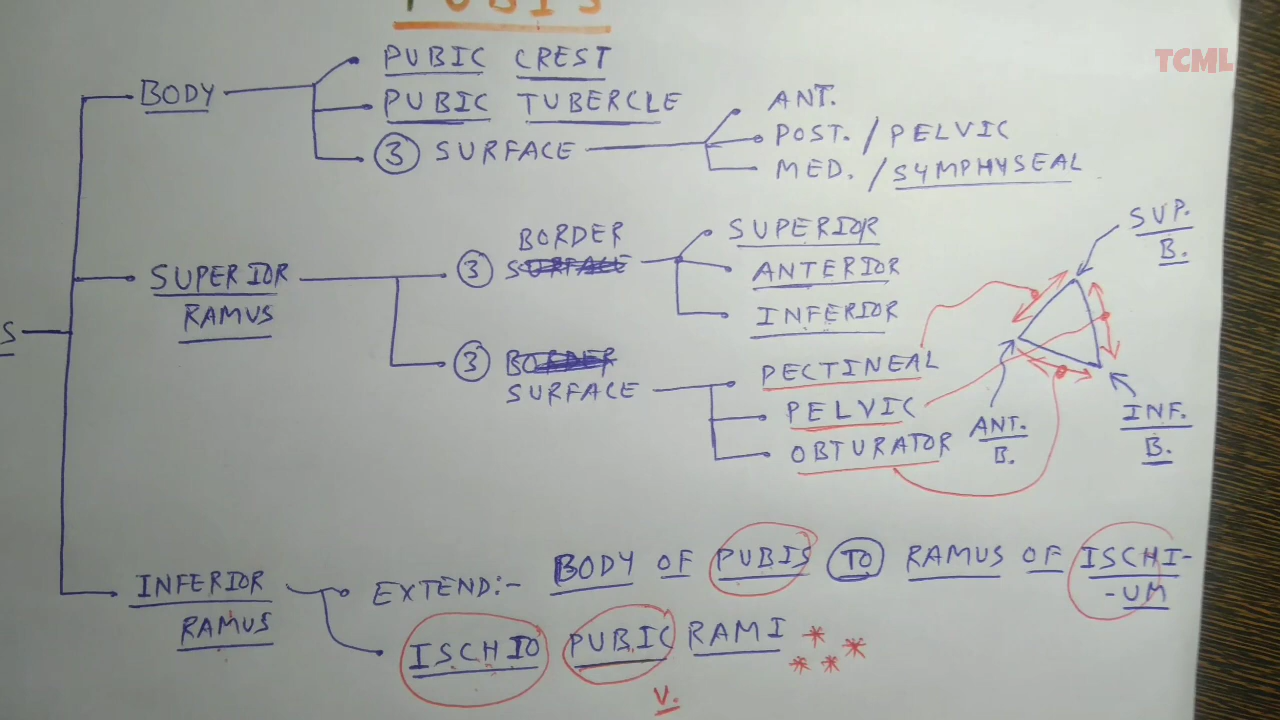 PUBIS
TCML
BODY
PUBIC CREST
PUBIC TUBERCLE
③ SURFACE
ANT.
POST. / PELVIC
MED. / SYMPHYSEAL
S
SUPERIOR
RAMUS
③ BORDER
SURFACE
SUPERIOR
ANTERIOR
INFERIOR
③ BORDER
SURFACE
PECTINEAL
PELVIC
OBTURATOR
SUP.
B.
ANT.
B.
INF.
B.
INFERIOR
RAMUS
EXTEND:- BODY OF PUBIS TO RAMUS OF ISCHI-
-UM
ISCHIO PUBIC RAMI
V.